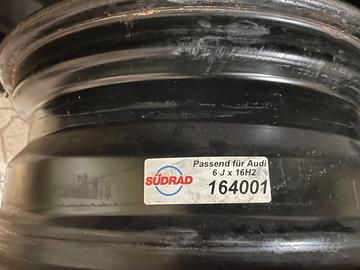 Passend für Audi
6 J x 16H2
SÜDRAD
164001